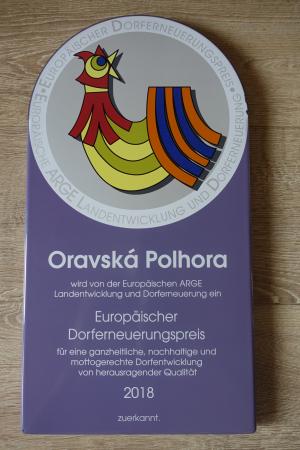 EUROPÄISCHER DORFERNEUERUNGSPREIS
EUROPÄISCHE ARGE LANDENTWICKLUNG UND DORFERNEUERUNG
Oravská Polhora
wird von der Europäischen ARGE
Landentwicklung und Dorferneuerung ein
Europäischer
Dorferneuerungspreis
für eine ganzheitliche, nachhaltige und
mottogerechte Dorfentwicklung
von herausragender Qualität
2018
zuerkannt.